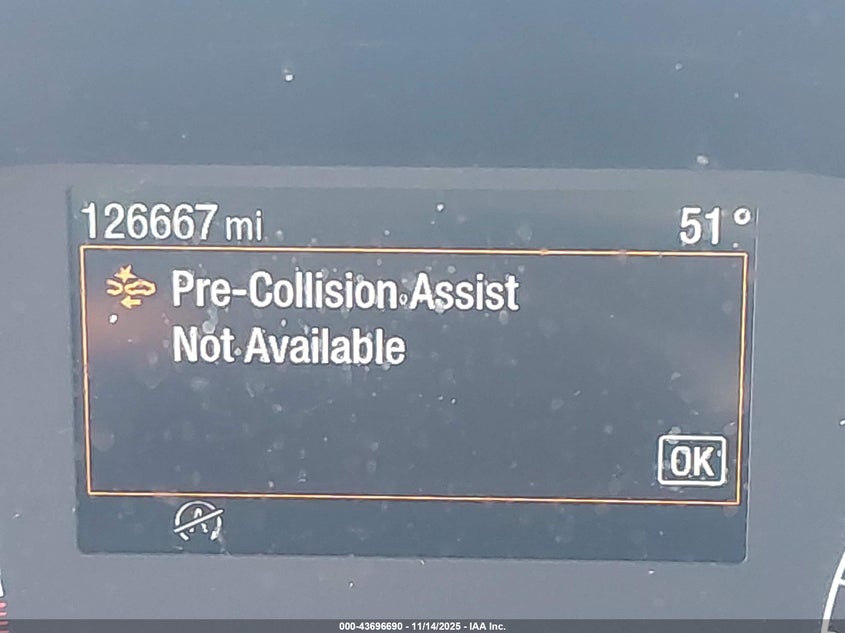 126667 mi 51°
Pre-Collision Assist
Not Available
OK
A
000-43696690 - 11/14/2025 - IAA Inc.